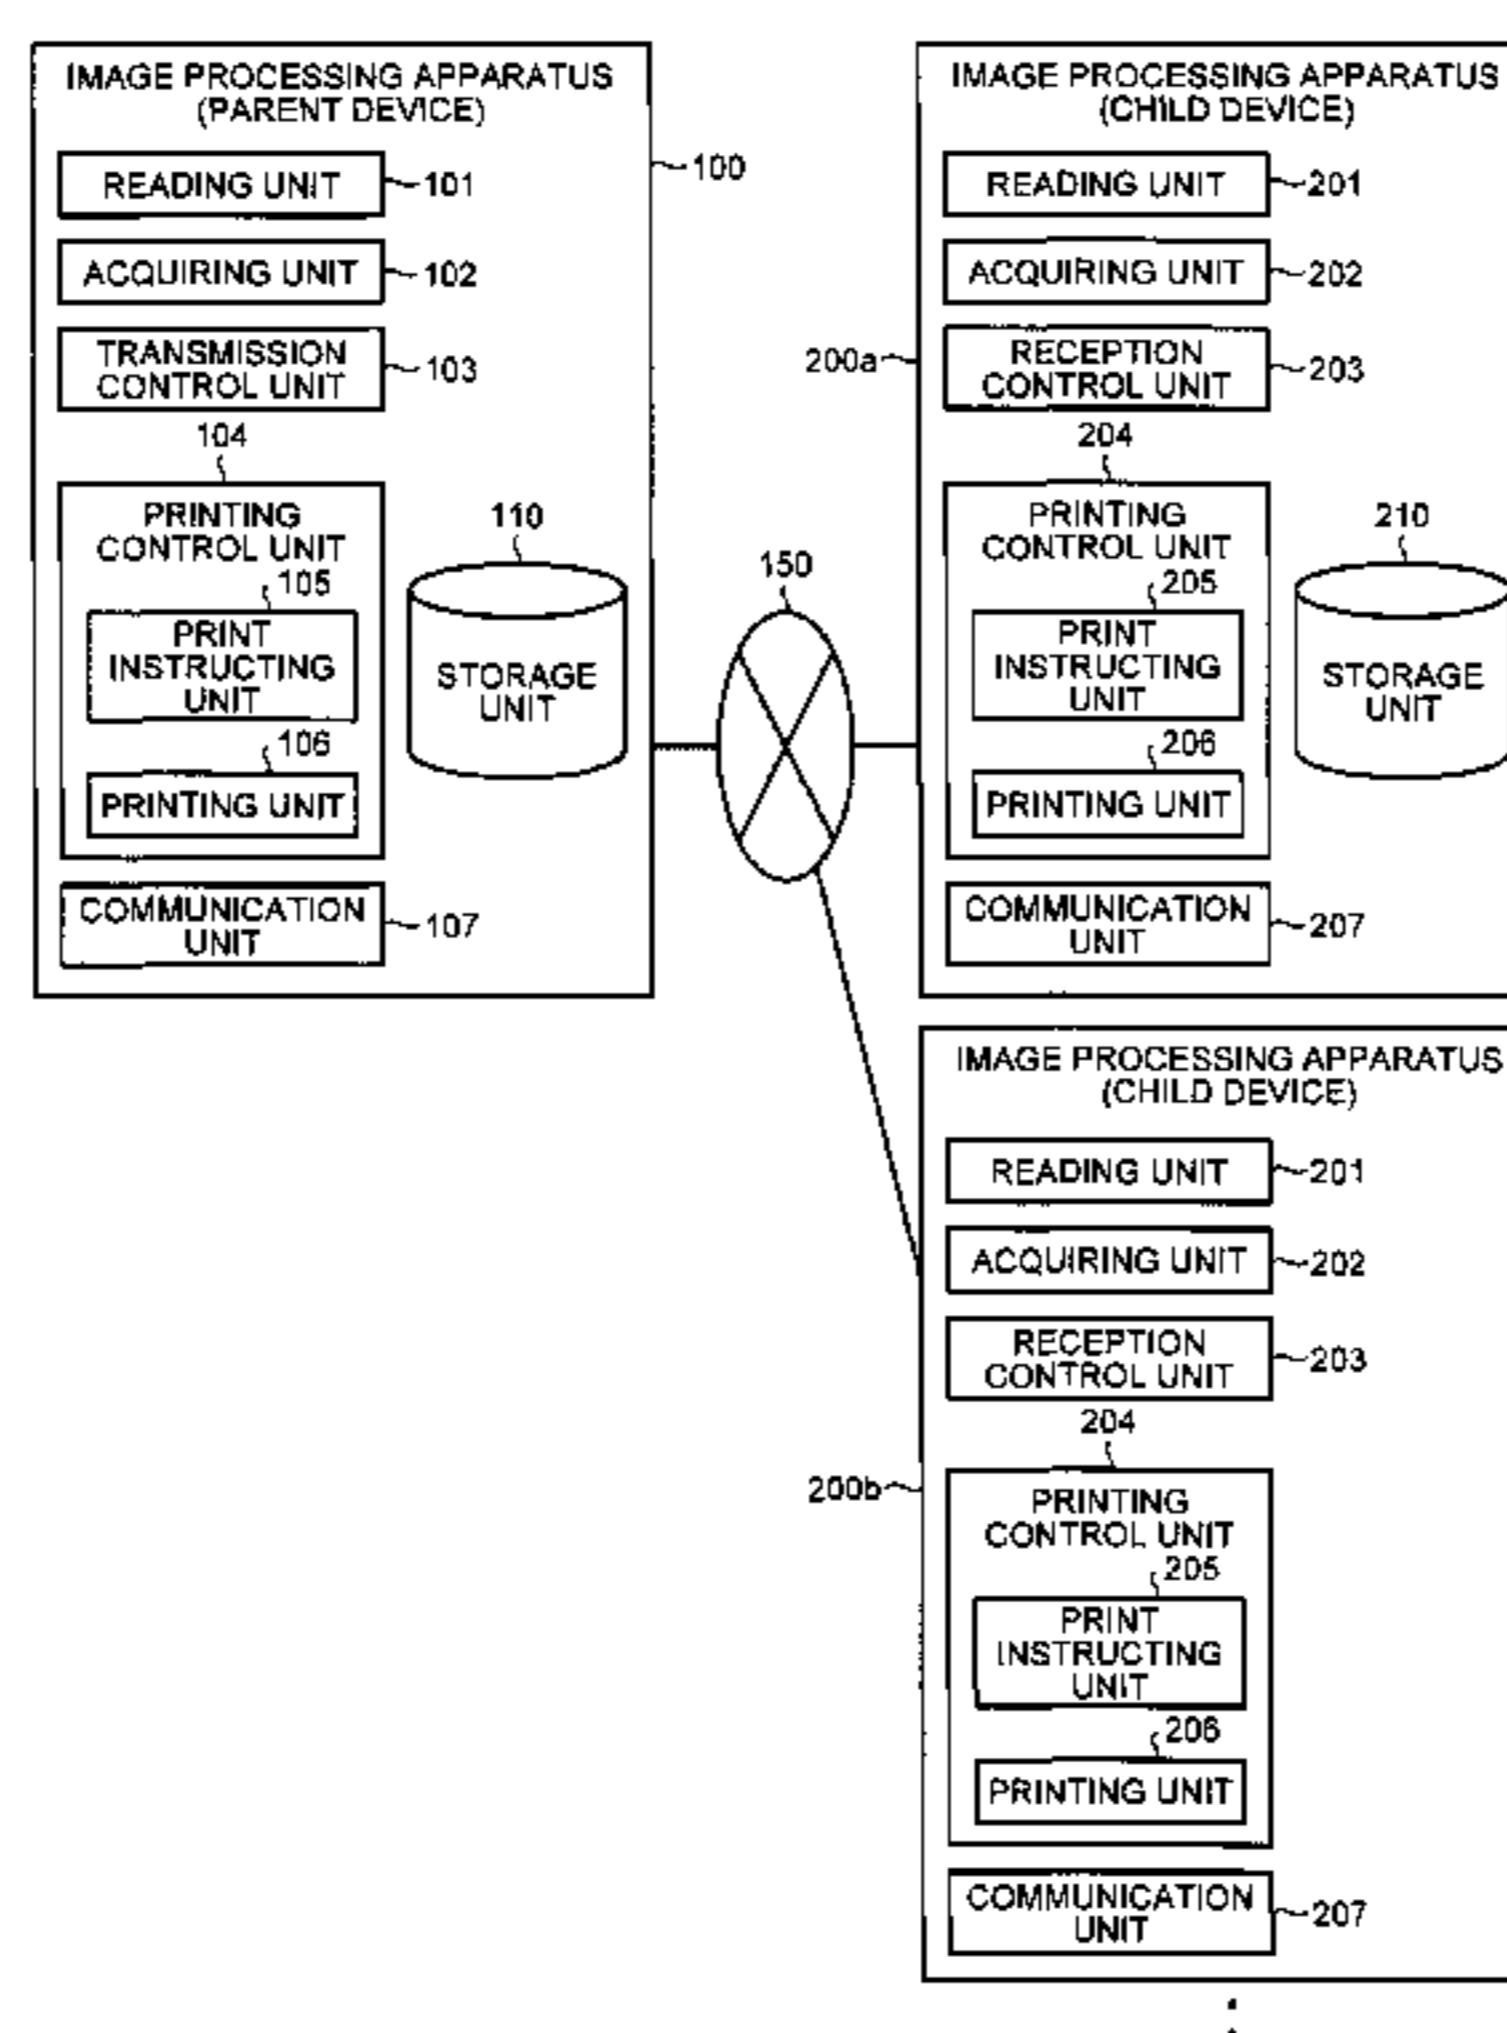 IMAGE PROCESSING APPARATUS
(PARENT DEVICE)
100
READING UNIT
101
ACQUIRING UNIT
102
TRANSMISSION
CONTROL UNIT
103
104
PRINTING
CONTROL UNIT
105
PRINT
INSTRUCTING
UNIT
106
PRINTING UNIT
110
STORAGE
UNIT
COMMUNICATION
UNIT
107
150
IMAGE PROCESSING APPARATUS
(CHILD DEVICE)
200a
READING UNIT
201
ACQUIRING UNIT
202
RECEPTION
CONTROL UNIT
203
204
PRINTING
CONTROL UNIT
205
PRINT
INSTRUCTING
UNIT
206
PRINTING UNIT
210
STORAGE
UNIT
COMMUNICATION
UNIT
207
IMAGE PROCESSING APPARATUS
(CHILD DEVICE)
200b
READING UNIT
201
ACQUIRING UNIT
202
RECEPTION
CONTROL UNIT
203
204
PRINTING
CONTROL UNIT
205
PRINT
INSTRUCTING
UNIT
206
PRINTING UNIT
COMMUNICATION
UNIT
207